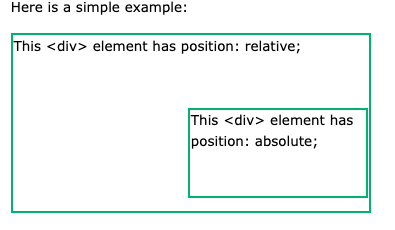 Here is a simple example:
This <div> element has position: relative;
This <div> element has
position: absolute;